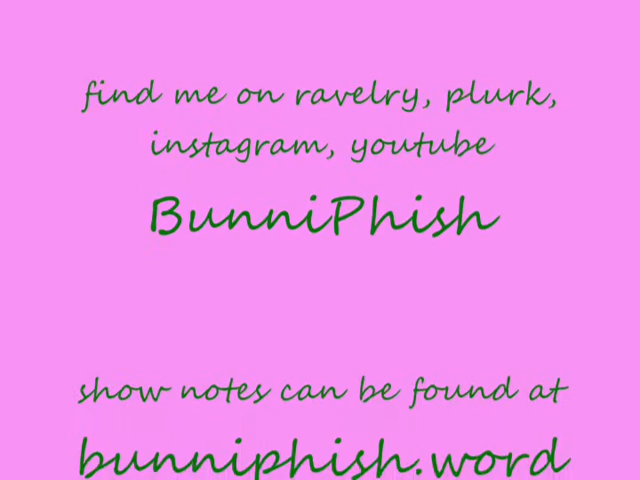 find me on ravelry, plurk,
instagram, youtube
BunniPhish
show notes can be found at
bunniphish.word